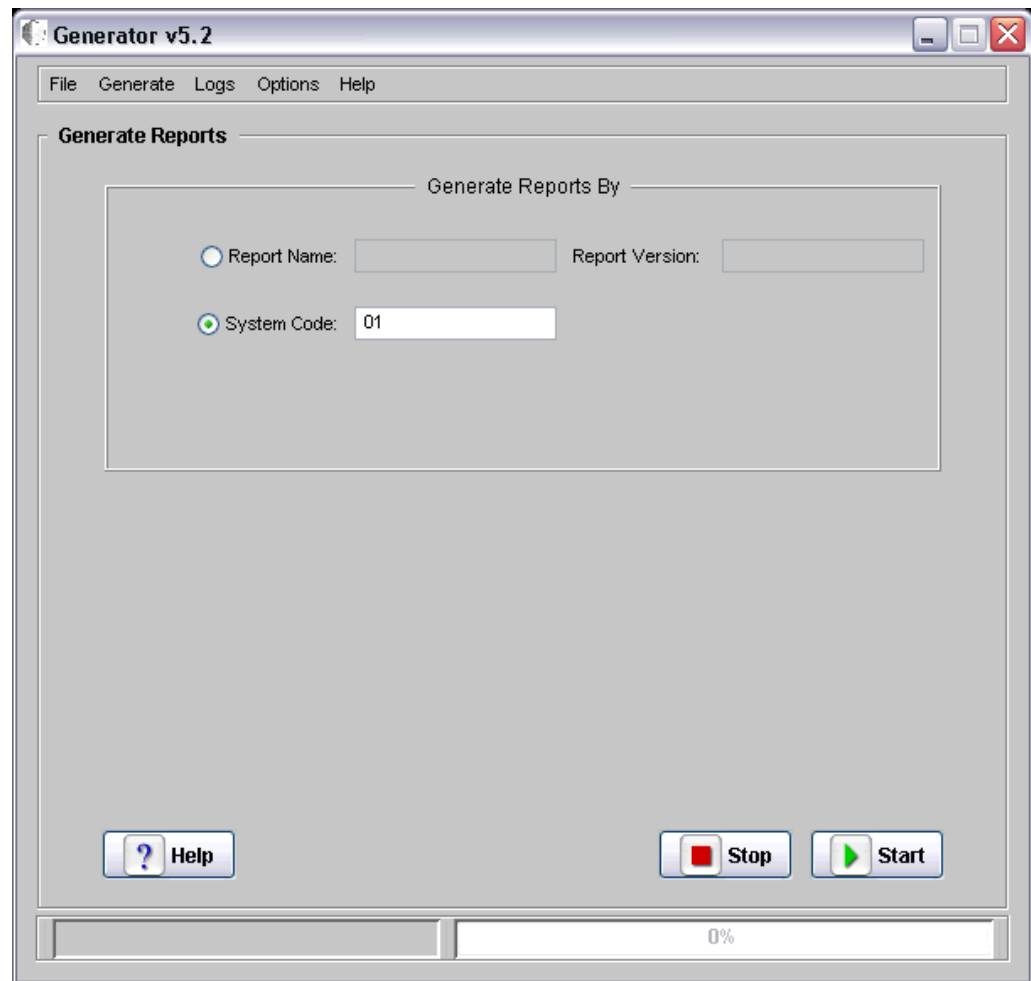 Generator v5.2
File Generate Logs Options Help
Generate Reports
Generate Reports By
Report Name: Report Version:
System Code: 01
? Help Stop Start
0%